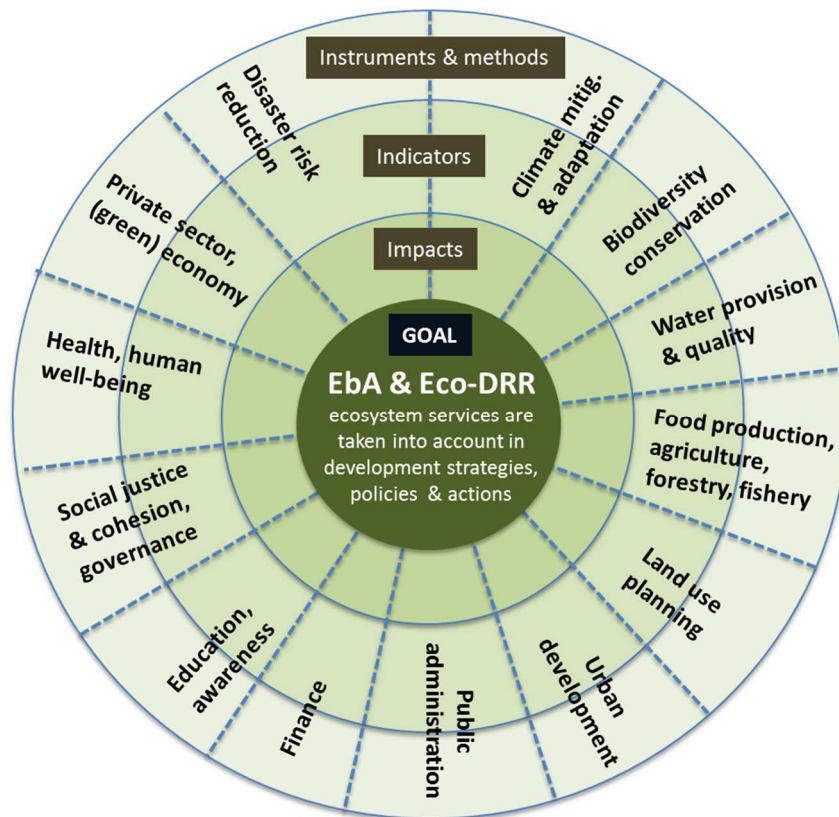 Instruments & methods
Indicators
Impacts
GOAL
EbA & Eco-DRR
ecosystem services are
taken into account in
development strategies,
policies & actions
Climate mitig.
& adaptation
Biodiversity
conservation
Water provision
& quality
Food production,
agriculture,
forestry, fishery
Land use
planning
Urban
development
Public
administration
Finance
Education,
awareness
Social justice
& cohesion,
governance
Health, human
well-being
Private sector,
(green) economy
Disaster risk
reduction